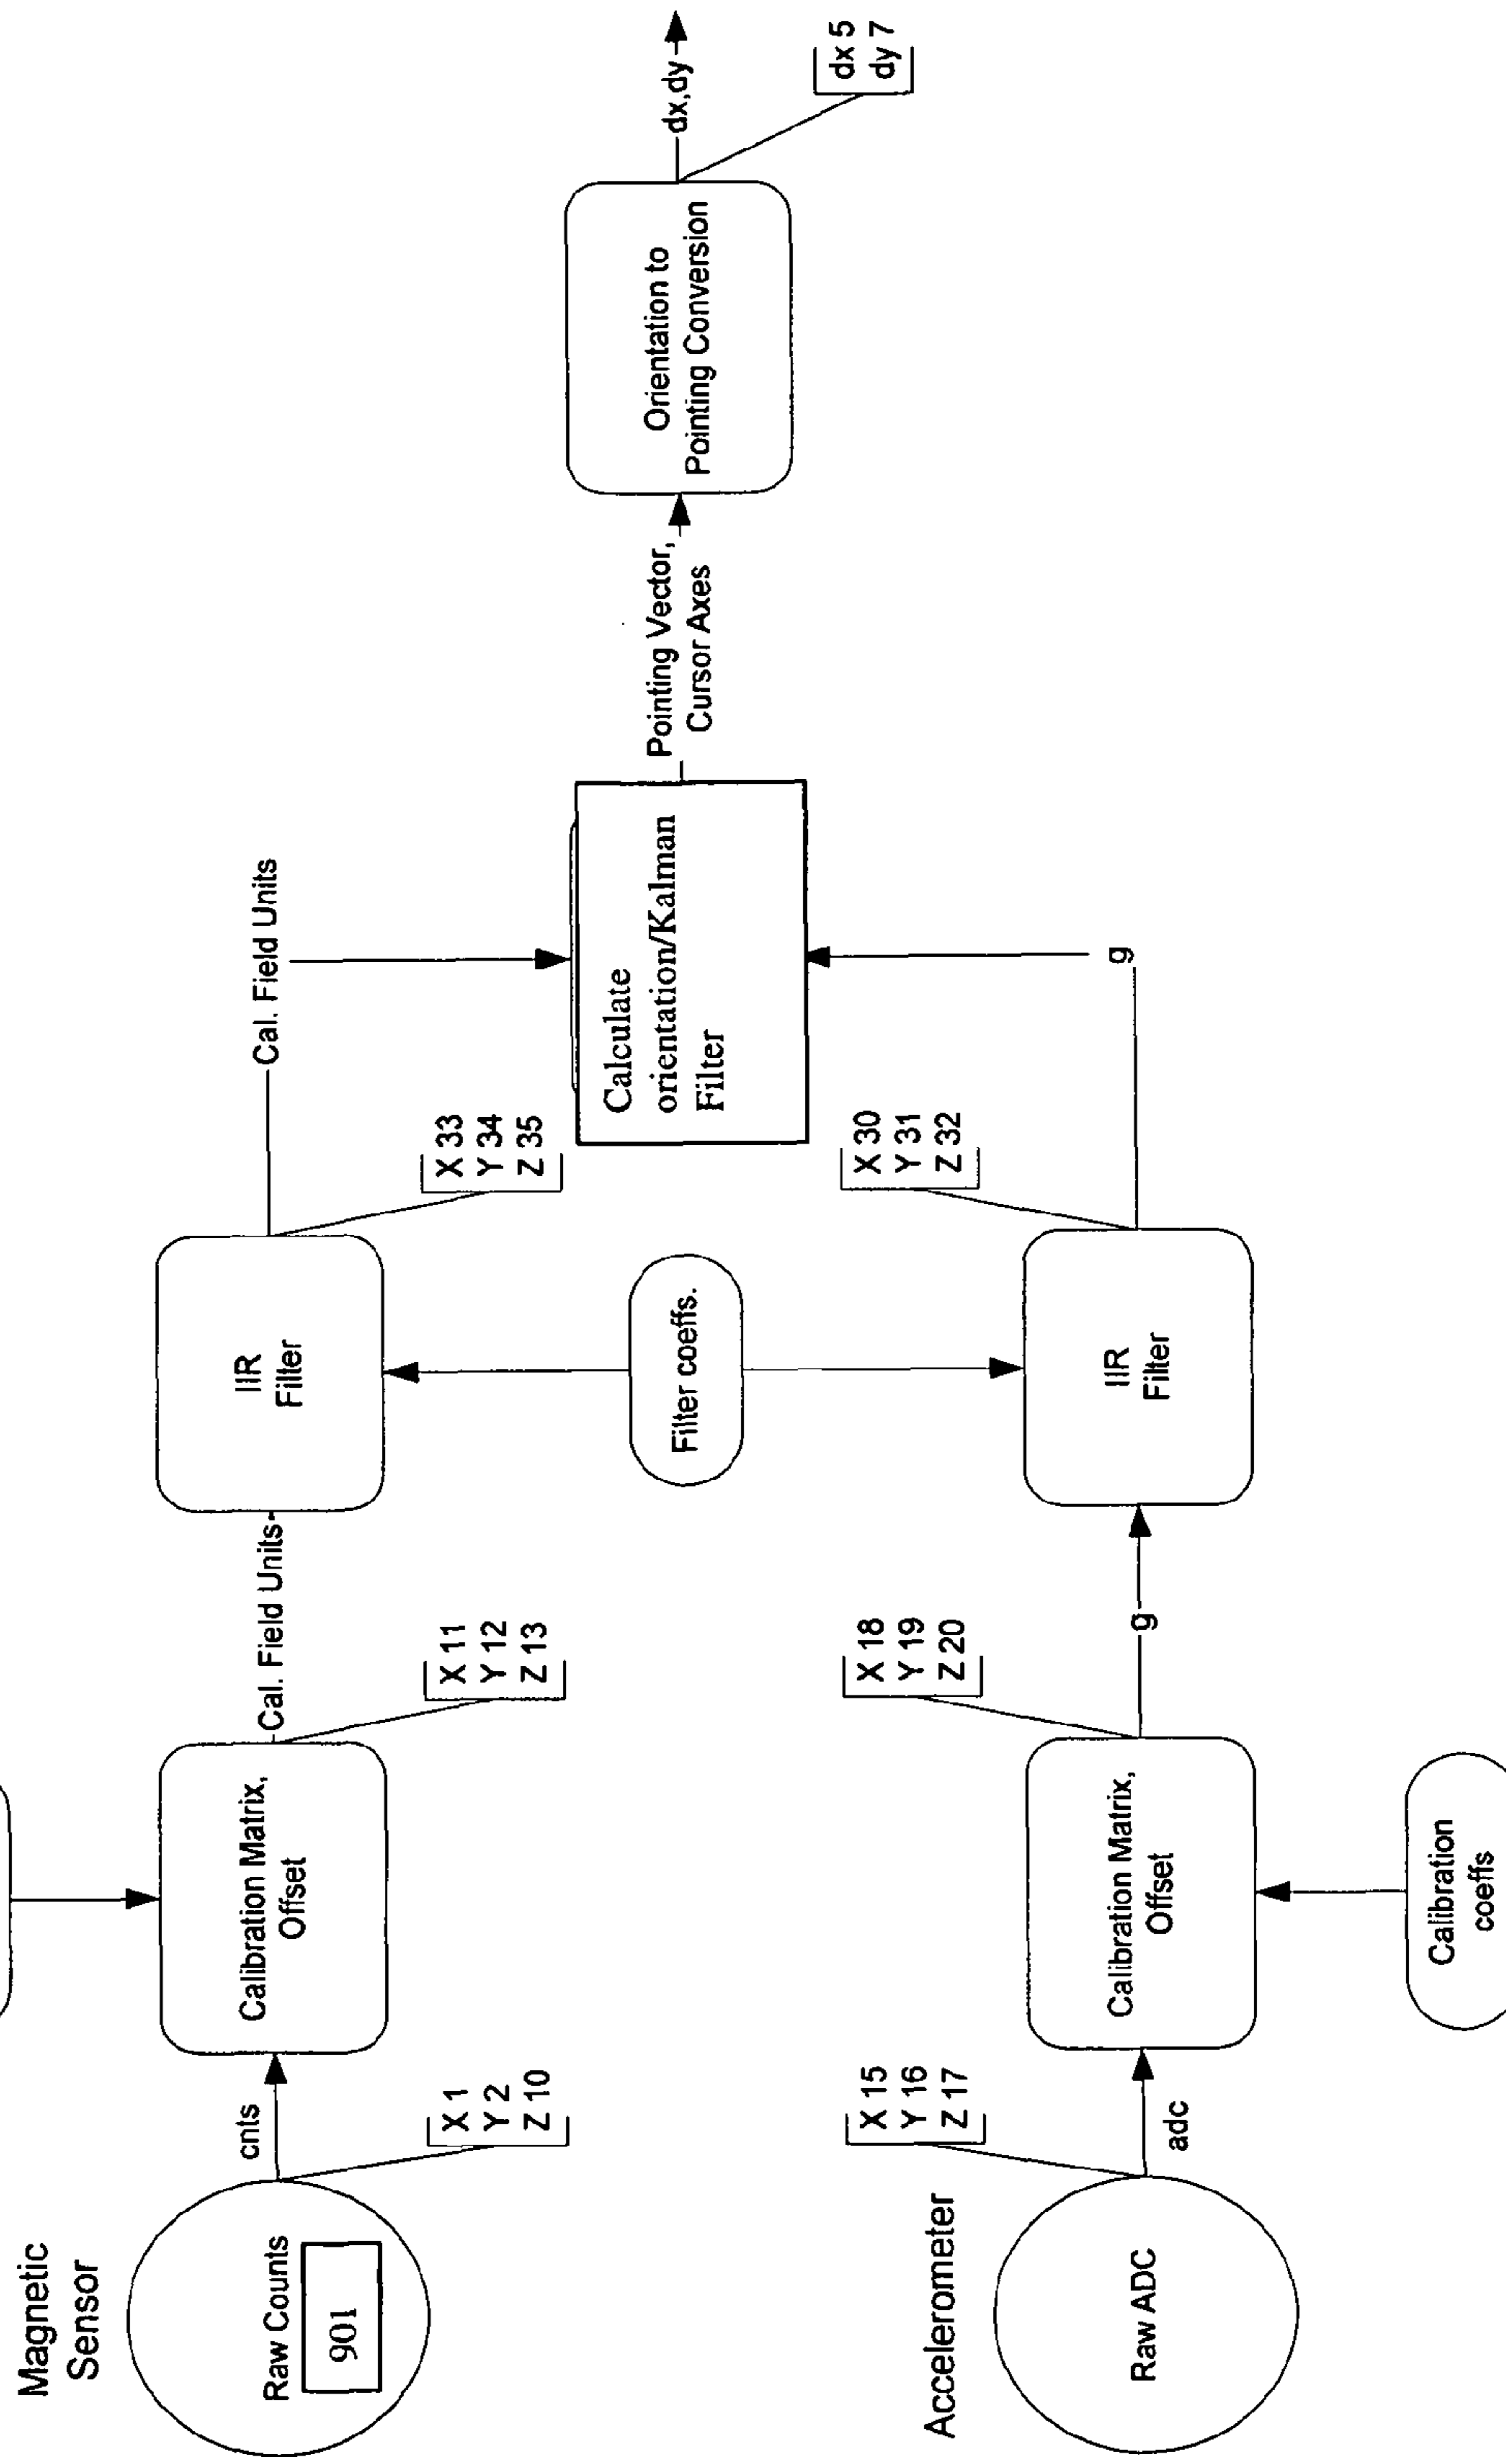 Magnetic
Sensor
Raw Counts
901
cnts
X 1
Y 2
Z 10
Calibration Matrix,
Offset
Cal. Field Units
X 11
Y 12
Z 13
IIR
Filter
X 33
Y 34
Z 35
Cal. Field Units
Filter coeffs.
Calculate
orientation/Kalman
Filter
Pointing Vector,
Cursor Axes
Orientation to
Pointing Conversion
dx,dy
dx 5
dy 7
Accelerometer
Raw ADC
adc
X 15
Y 16
Z 17
Calibration Matrix,
Offset
Calibration
coeffs
g
X 18
Y 19
Z 20
IIR
Filter
X 30
Y 31
Z 32
g